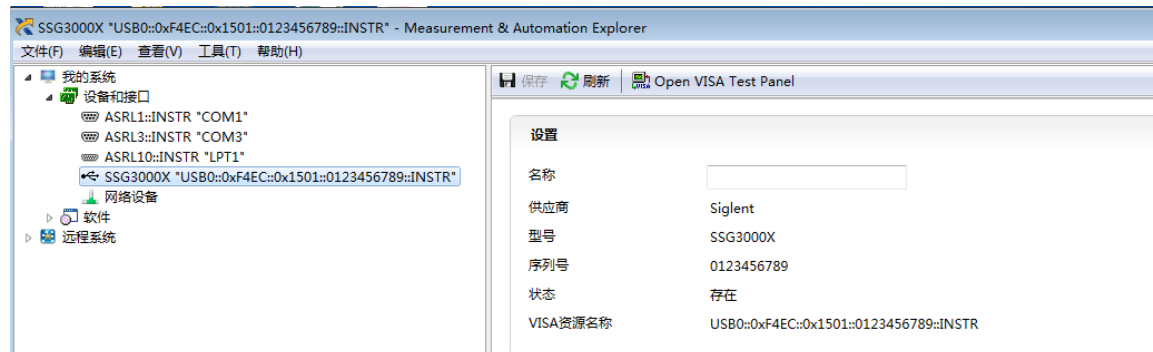 SSG3000X "USB0::0xF4EC::0x1501::0123456789::INSTR" - Measurement & Automation Explorer
文件(F) 编辑(E) 查看(V) 工具(T) 帮助(H)
我的系统
设备和接口
ASRL1::INSTR "COM1"
ASRL3::INSTR "COM3"
ASRL10::INSTR "LPT1"
SSG3000X "USB0::0xF4EC::0x1501::0123456789::INSTR"
网络设备
软件
远程系统
保存 刷新 VISA Open VISA Test Panel
设置
名称
供应商 Siglent
型号 SSG3000X
序列号 0123456789
状态 存在
VISA资源名称 USB0::0xF4EC::0x1501::0123456789::INSTR